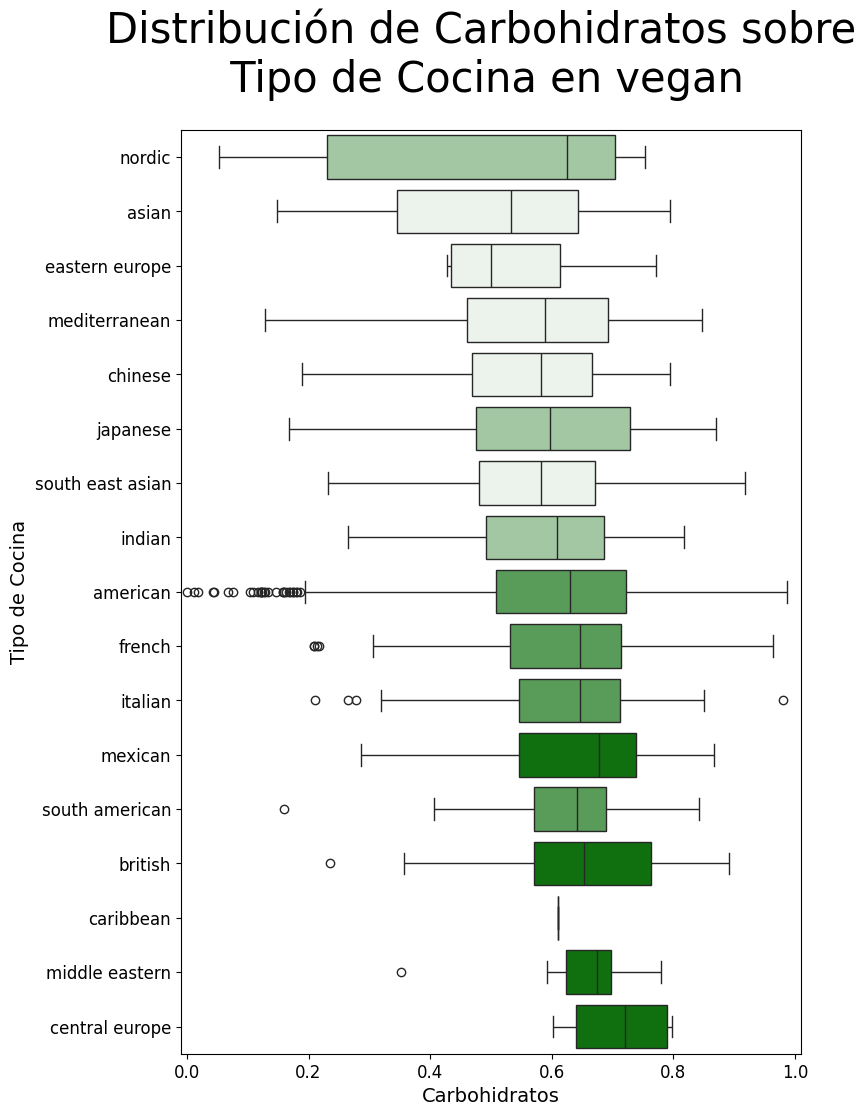 Distribución de Carbohidratos sobre
Tipo de Cocina en vegan
Tipo de Cocina
nordic
asian
eastern europe
mediterranean
chinese
japanese
south east asian
indian
american
french
italian
mexican
south american
british
caribbean
middle eastern
central europe
0.0 0.2 0.4 0.6 0.8 1.0
Carbohidratos